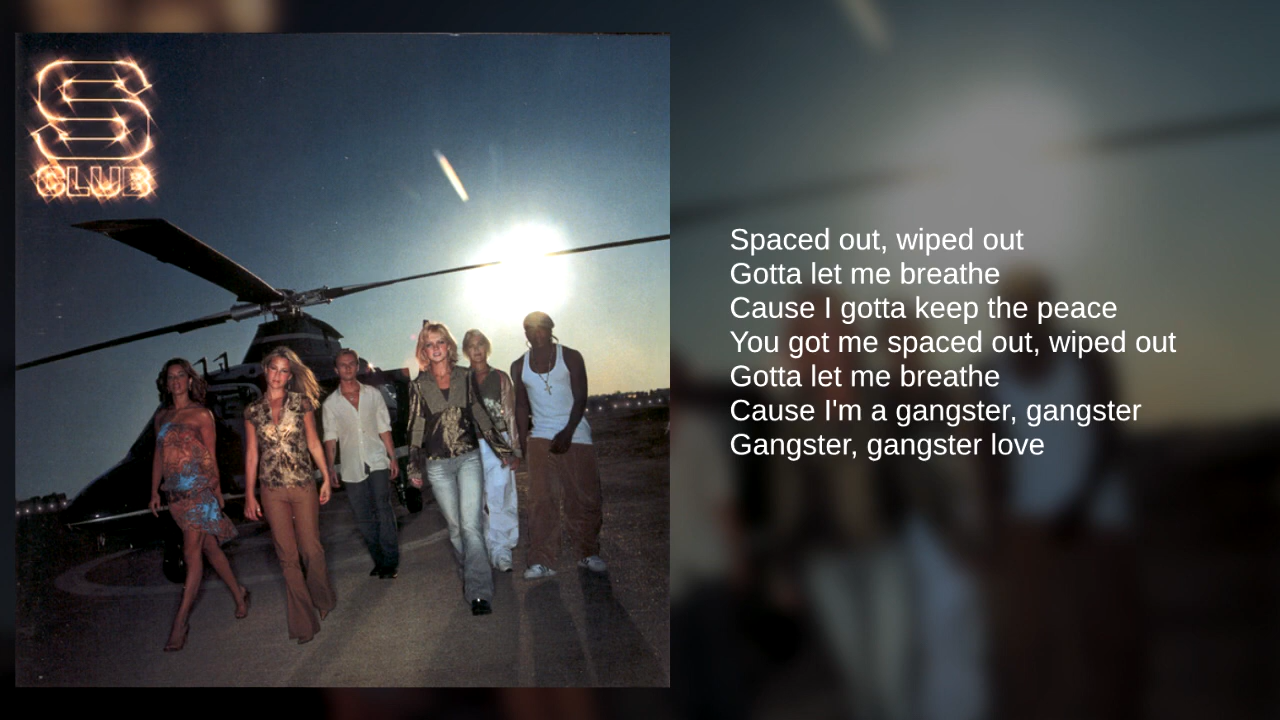 S
CLUB
Spaced out, wiped out
Gotta let me breathe
Cause I gotta keep the peace
You got me spaced out, wiped out
Gotta let me breathe
Cause I'm a gangster, gangster
Gangster, gangster love